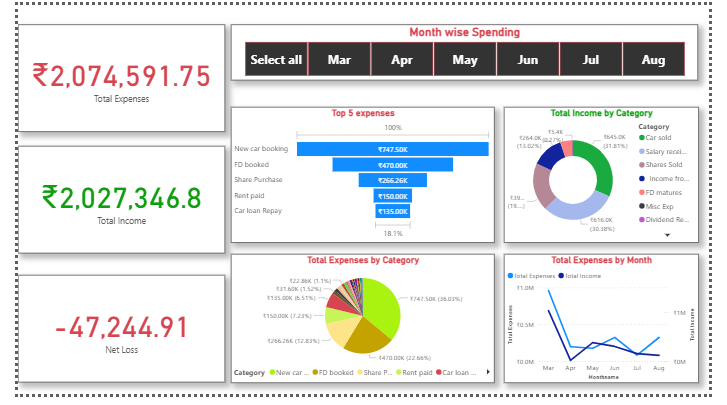 ₹2,074,591.75
Total Expenses
₹2,027,346.8
Total Income
-47,244.91
Net Loss
Month wise Spending
Select all Mar Apr May Jun Jul Aug
Top 5 expenses
100%
New car booking ₹747.50K
FD booked ₹470.00K
Share Purchase ₹266.26K
Rent paid ₹150.00K
Car loan Repay ₹135.00K
18.1%
Total Income by Category
₹5.4K
(0.27%)
₹264.0K
(13.02%)
₹645.0K
(31.81%)
₹39...
(19....)
₹616.0K
(30.38%)
Category
Car sold
Salary recei...
Shares Sold
Income fro...
FD matures
Misc Exp
Dividend Re...
Total Expenses by Category
₹22.86K (1.1%)
₹31.60K (1.52%)
₹135.00K (6.51%)
₹150.00K (7.23%)
₹266.26K (12.83%)
₹747.50K (36.03%)
₹470.00K (22.66%)
Category New car ... FD booked Share P... Rent paid Car loan ...
Total Expenses by Month
Total Expenses Total Income
₹1.0M
₹0.5M
₹0.0M
Total Expenses
₹1M
₹0M
Total Income
Mar Apr May Jun Jul Aug
Monthname